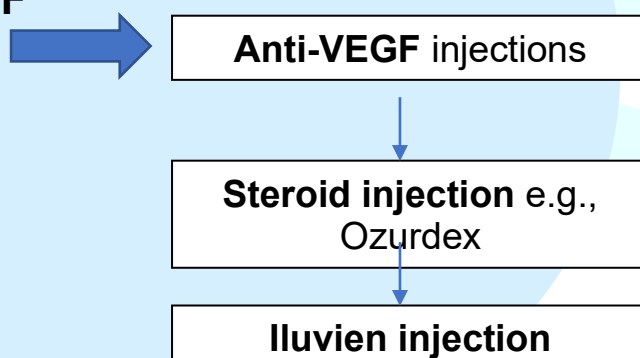 F
Anti-VEGF injections
Steroid injection e.g.,
Ozurdex
Iluvien injection